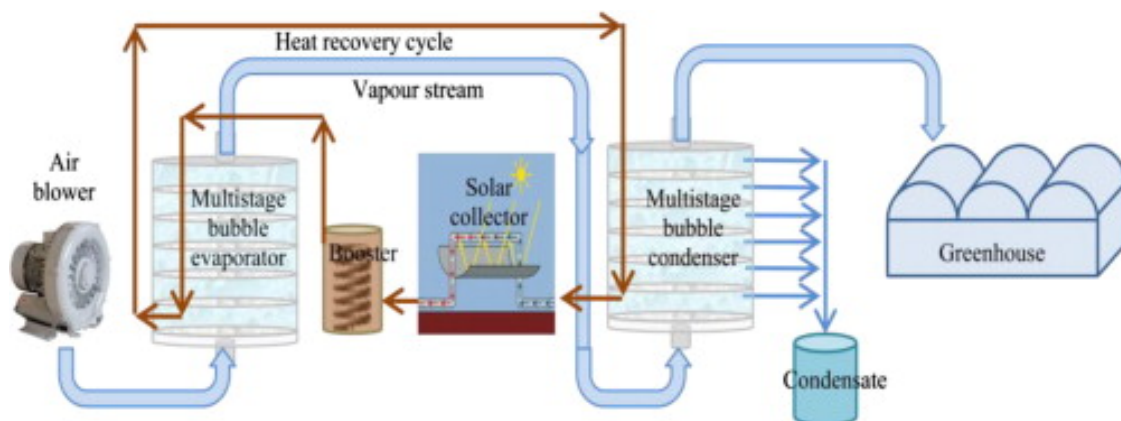 Heat recovery cycle
Vapour stream
Air
blower
Multistage
bubble
evaporator
Booster
Solar
collector
Multistage
bubble
condenser
Greenhouse
Condensate